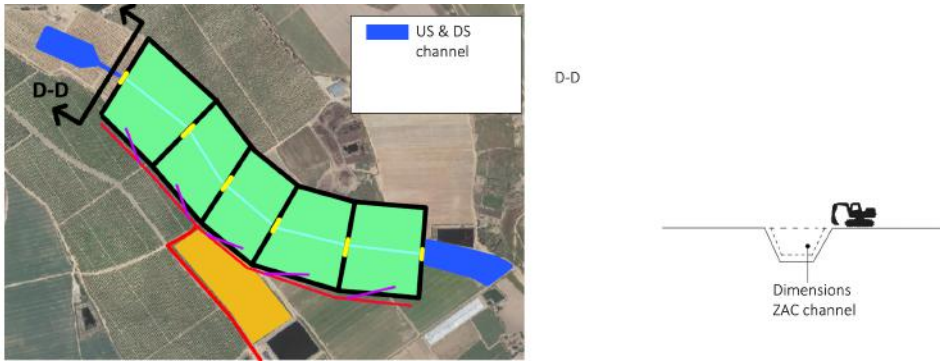 US & DS
channel
D-D
D-D
Dimensions
ZAC channel